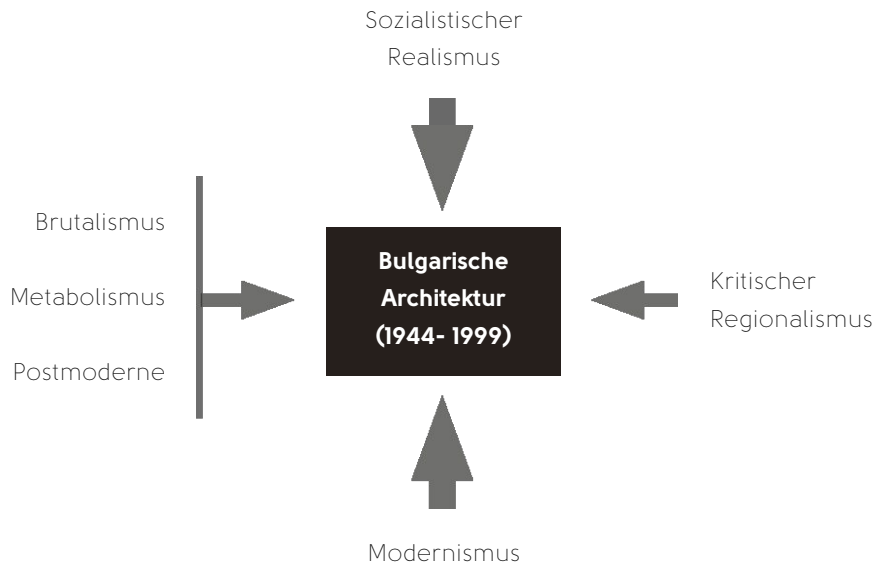 Sozialistischer
Realismus
Brutalismus
Metabolismus
Postmoderne
Bulgarische
Architektur
(1944- 1999)
Kritischer
Regionalismus
Modernismus